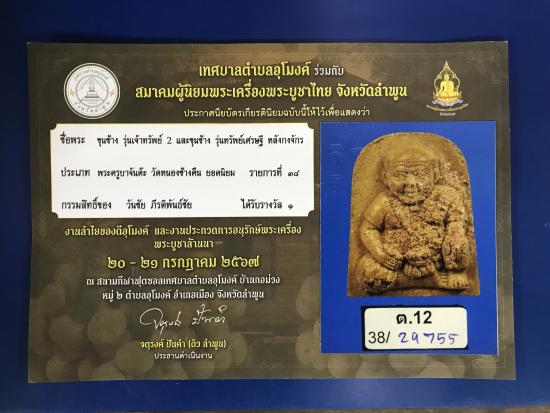 เทศบาลตำบลอุโมงค์ ร่วมกับ
สมาคมผู้นิยมพระเครื่องพระบูชาไทย จังหวัดลำพูน
ประกาศนียบัตรเกียรตินิยมฉบับนี้ให้ไว้เพื่อแสดงว่า
ชื่อพระ ขุนช้าง รุ่นเจ้าทรัพย์ 2 และขุนช้าง รุ่นทรัพย์เศรษฐี หลังกงจักร
ประเภท พระครูบาจันต๊ะ วัดหนองช้างคืน ยอดนิยม รายการที่ ๓๘
กรรมสิทธิ์ของ วันชัย ภีรติพันธ์ชัย ได้รับรางวัล ๑
งานลำไยของดีอุโมงค์ และงานประกวดการอนุรักษ์พระเครื่อง
พระบูชาล้านนา
๒๐ - ๒๑ กรกฎาคม ๒๕๖๗
ณ สนามกีฬาฟุตซอลเทศบาลตำบลอุโมงค์ บ้านกอม่วง
หมู่ ๒ ตำบลอุโมงค์ อำเภอเมือง จังหวัดลำพูน
จตุรงค์ ปันคำ (ดิว ลำพูน)
ประธานดำเนินงาน
ต.12
38/ 29755